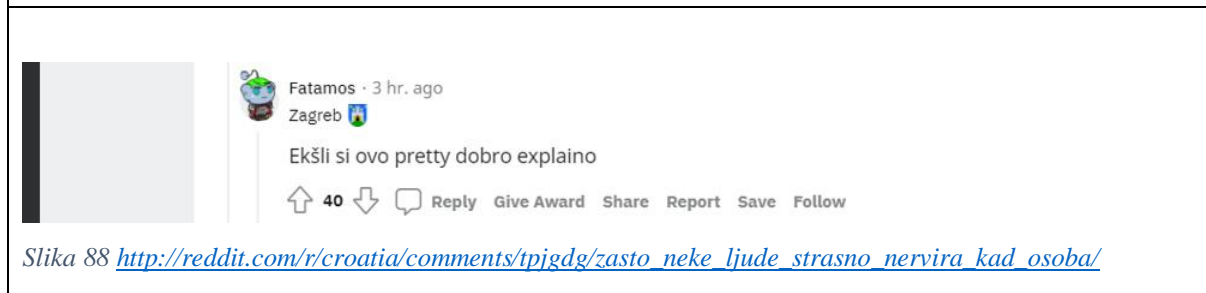 Fatamos · 3 hr. ago
Zagreb
Ekšli si ovo pretty dobro explaino
40 Reply Give Award Share Report Save Follow
Slika 88 http://reddit.com/r/croatia/comments/tpjgdg/zasto_neke_ljude_strasno_nervira_kad_osoba/